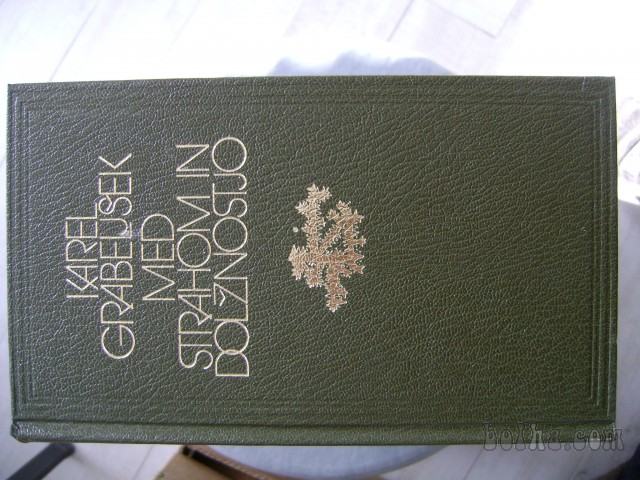 KAREL
GRABELJŠEK
MED
STRAHOM IN
DOLŽNOSTJO
bolha.com